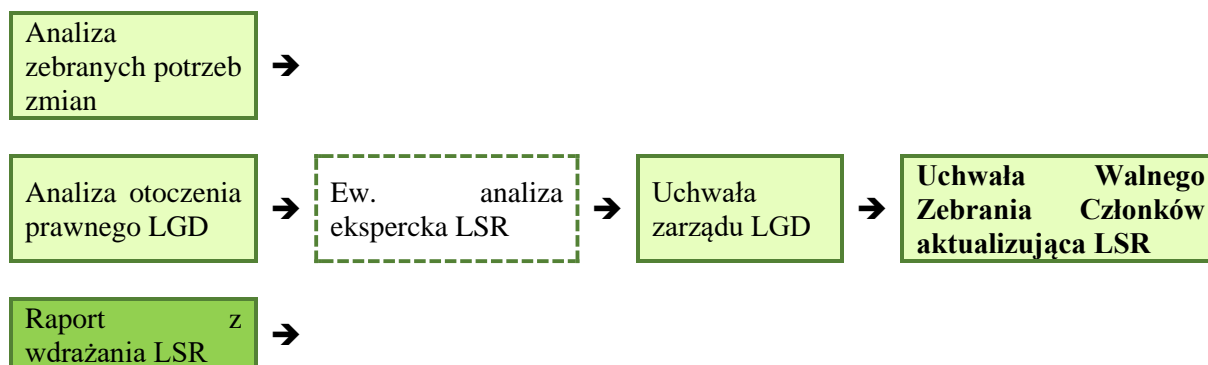 Analiza
zebranych potrzeb
zmian
➔
Analiza otoczenia
prawnego LGD
➔
Ew. analiza
ekspercka LSR
➔
Uchwała
zarządu LGD
➔
Uchwała Walnego
Zebrania Członków
aktualizująca LSR
Raport z
wdrażania LSR
➔